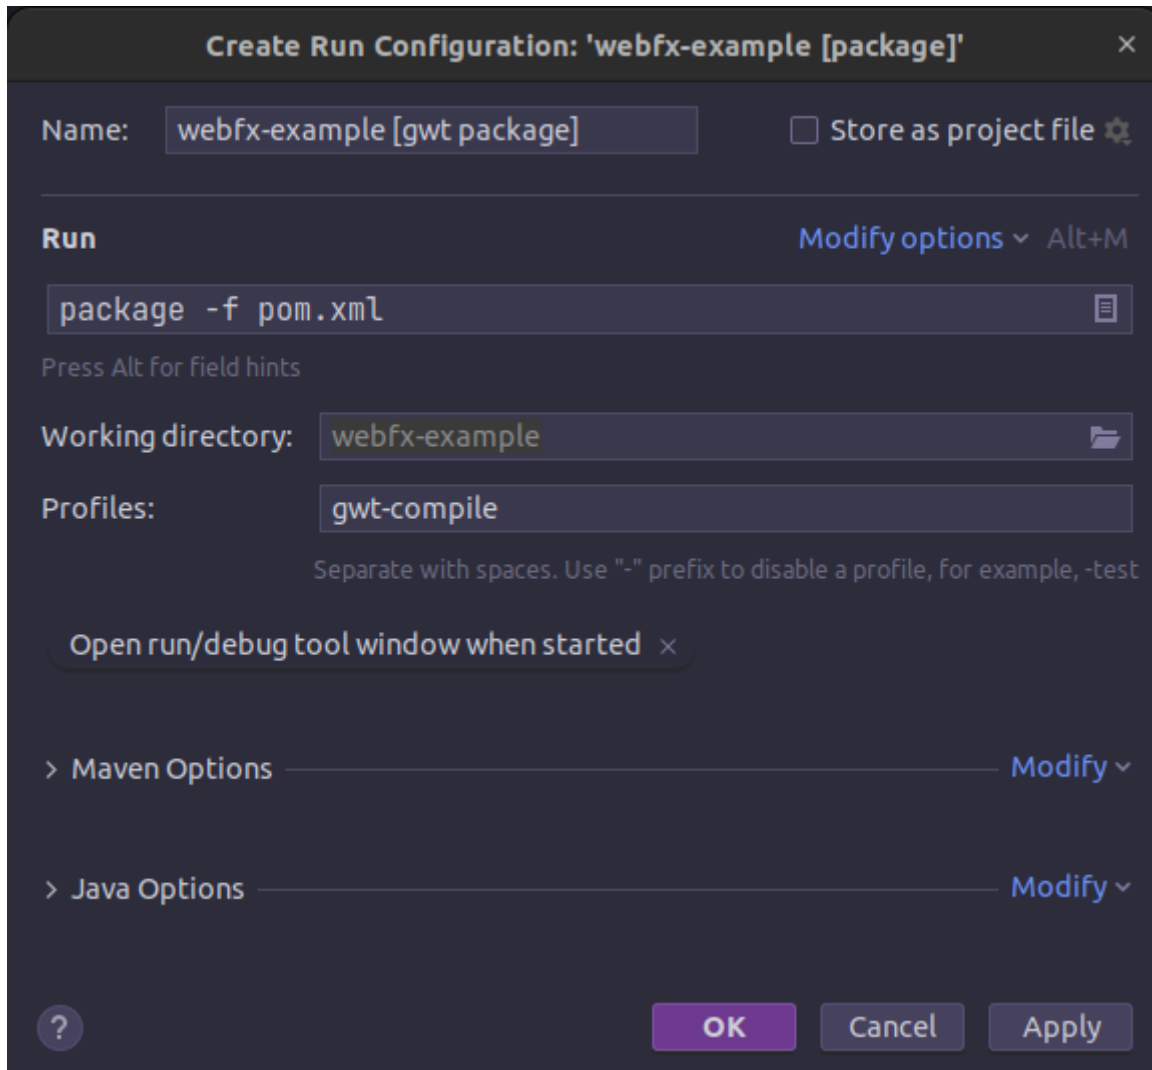 Create Run Configuration: 'webfx-example [package]'
Name: webfx-example [gwt package] Store as project file
Run Modify options Alt+M
package -f pom.xml
Press Alt for field hints
Working directory: webfx-example
Profiles: gwt-compile
Separate with spaces. Use "-" prefix to disable a profile, for example, -test
Open run/debug tool window when started ×
Maven Options Modify
Java Options Modify
? OK Cancel Apply